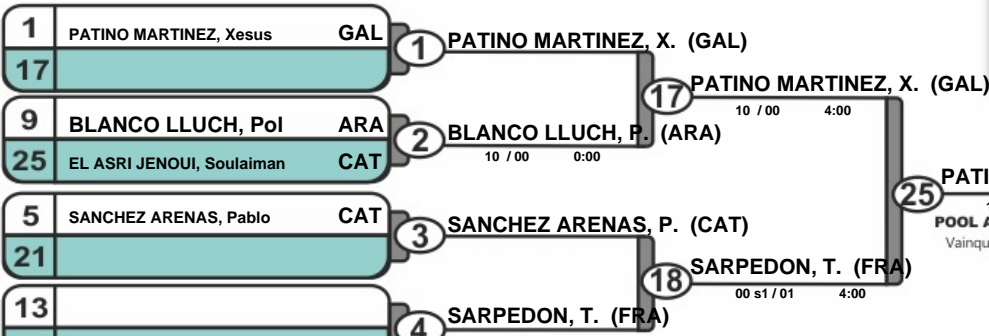 1 PATINO MARTINEZ, Xesus GAL
17
1 PATINO MARTINEZ, X. (GAL)
17 PATINO MARTINEZ, X. (GAL)
10 / 00 4:00
9 BLANCO LLUCH, Pol ARA
25 EL ASRI JENOUI, Soulaiman CAT
2 BLANCO LLUCH, P. (ARA)
10 / 00 0:00
25 PATI
POOL A
Vainqu
5 SANCHEZ ARENAS, Pablo CAT
21
3 SANCHEZ ARENAS, P. (CAT)
18 SARPEDON, T. (FRA)
00 s1 / 01 4:00
13
4 SARPEDON, T. (FRA)